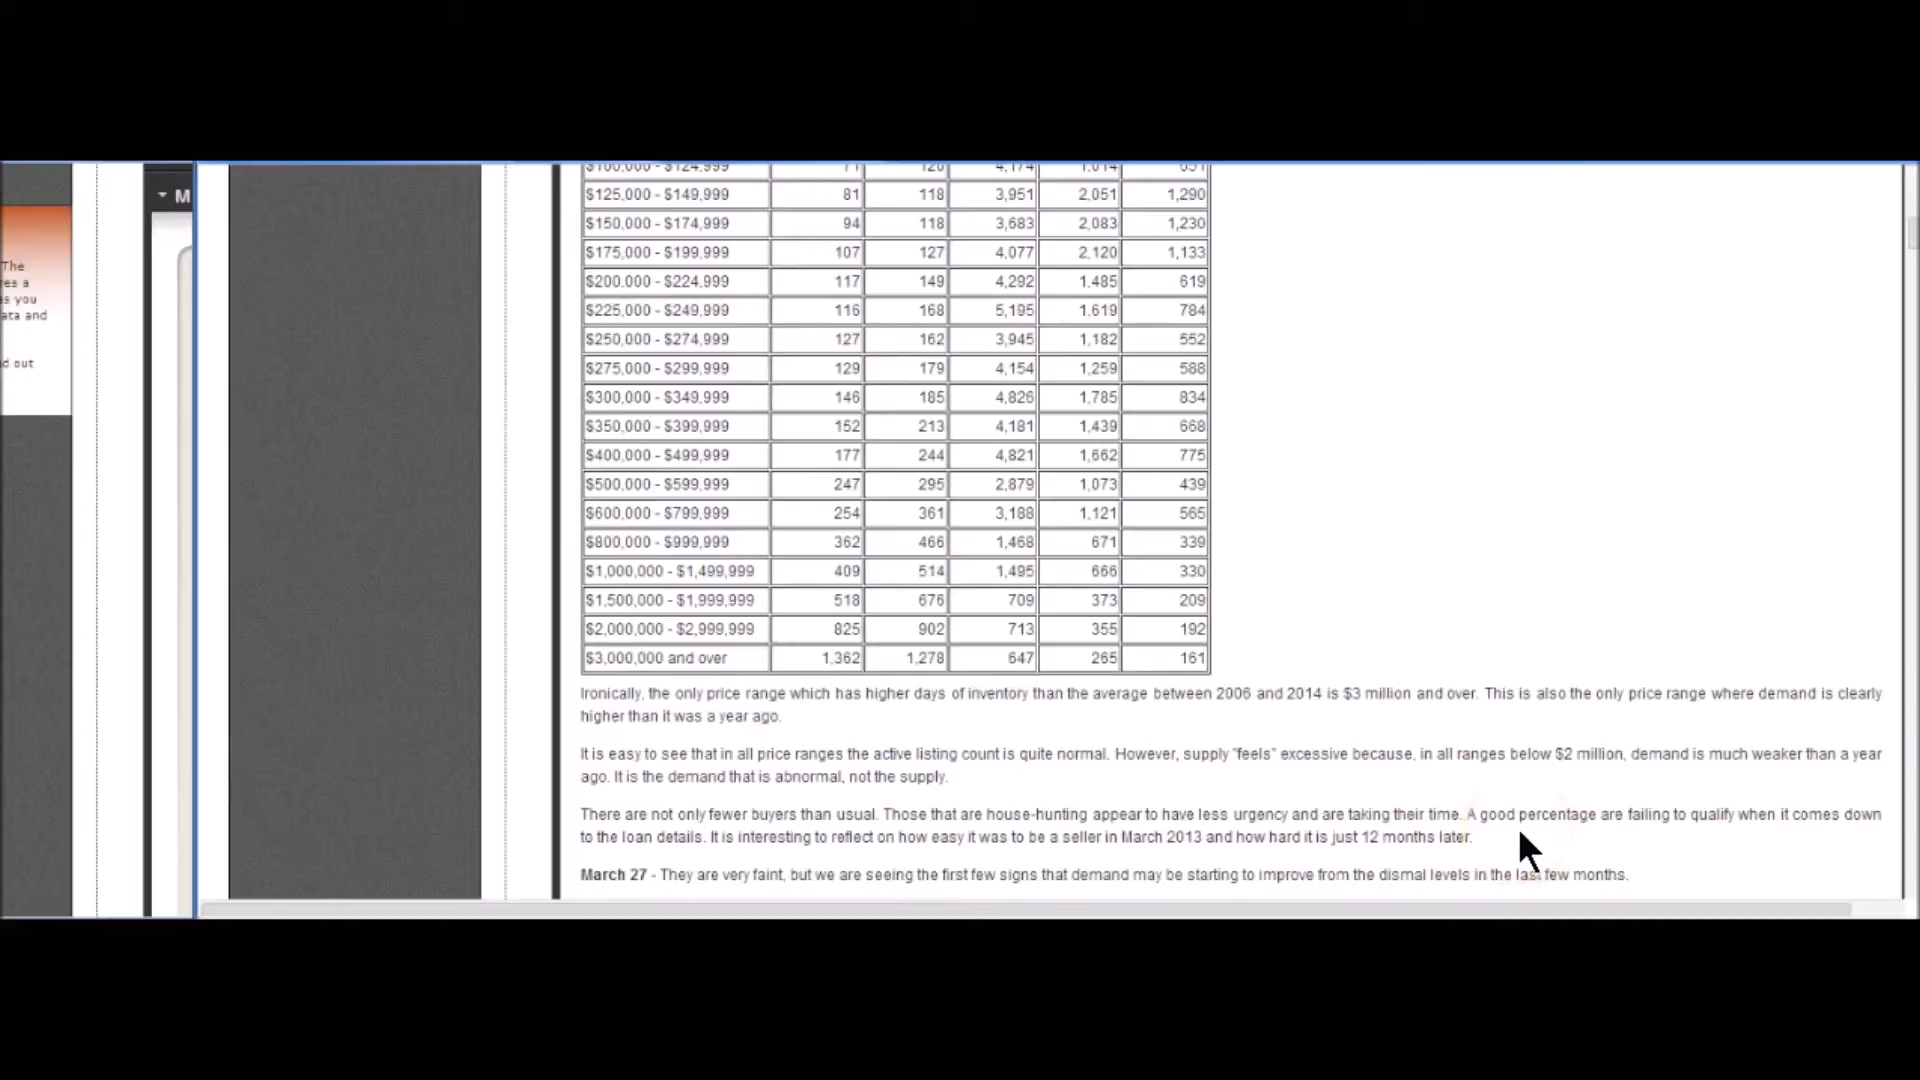 The
es a
s you
ata and
d out
M
$100,000 - $124,999 71 120 4,174 1,014 651
$125,000 - $149,999 81 118 3,951 2,051 1,290
$150,000 - $174,999 94 118 3,683 2,083 1,230
$175,000 - $199,999 107 127 4,077 2,120 1,133
$200,000 - $224,999 117 149 4,292 1,485 619
$225,000 - $249,999 116 168 5,195 1,619 784
$250,000 - $274,999 127 162 3,945 1,182 552
$275,000 - $299,999 129 179 4,154 1,259 588
$300,000 - $349,999 146 185 4,826 1,785 834
$350,000 - $399,999 152 213 4,181 1,439 668
$400,000 - $499,999 177 244 4,821 1,662 775
$500,000 - $599,999 247 295 2,879 1,073 439
$600,000 - $799,999 254 361 3,188 1,121 565
$800,000 - $999,999 362 466 1,468 671 339
$1,000,000 - $1,499,999 409 514 1,495 666 330
$1,500,000 - $1,999,999 518 676 709 373 209
$2,000,000 - $2,999,999 825 902 713 355 192
$3,000,000 and over 1,362 1,278 647 265 161
Ironically, the only price range which has higher days of inventory than the average between 2006 and 2014 is $3 million and over. This is also the only price range where demand is clearly
higher than it was a year ago.
It is easy to see that in all price ranges the active listing count is quite normal. However, supply "feels" excessive because, in all ranges below $2 million, demand is much weaker than a year
ago. It is the demand that is abnormal, not the supply.
There are not only fewer buyers than usual. Those that are house-hunting appear to have less urgency and are taking their time. A good percentage are failing to qualify when it comes down
to the loan details. It is interesting to reflect on how easy it was to be a seller in March 2013 and how hard it is just 12 months later.
March 27 - They are very faint, but we are seeing the first few signs that demand may be starting to improve from the dismal levels in the last few months.